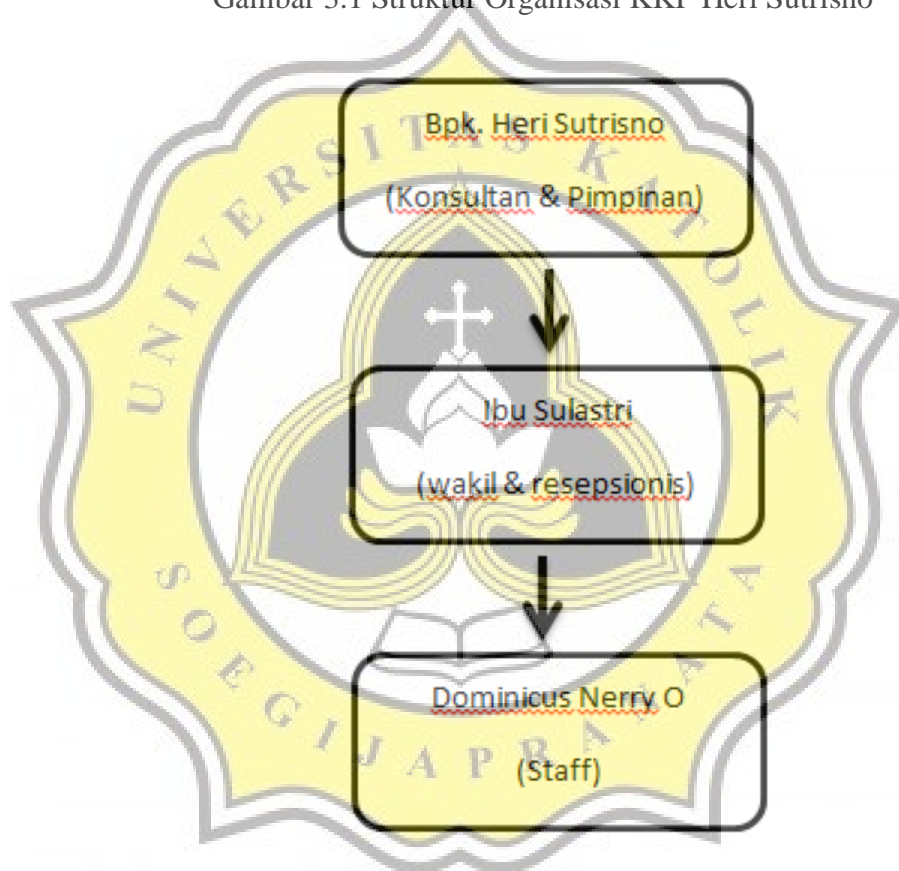 Gambar 3.1 Struktur Organisasi KKP Heri Sutrisno
Bpk. Heri Sutrisno
(Konsultan & Pimpinan)
Ibu Sulastri
(wakil & resepsionis)
Dominicus Nerry O
(Staff)
UNIVERSITAS KATOLIK
SOEGIJAPRANATA